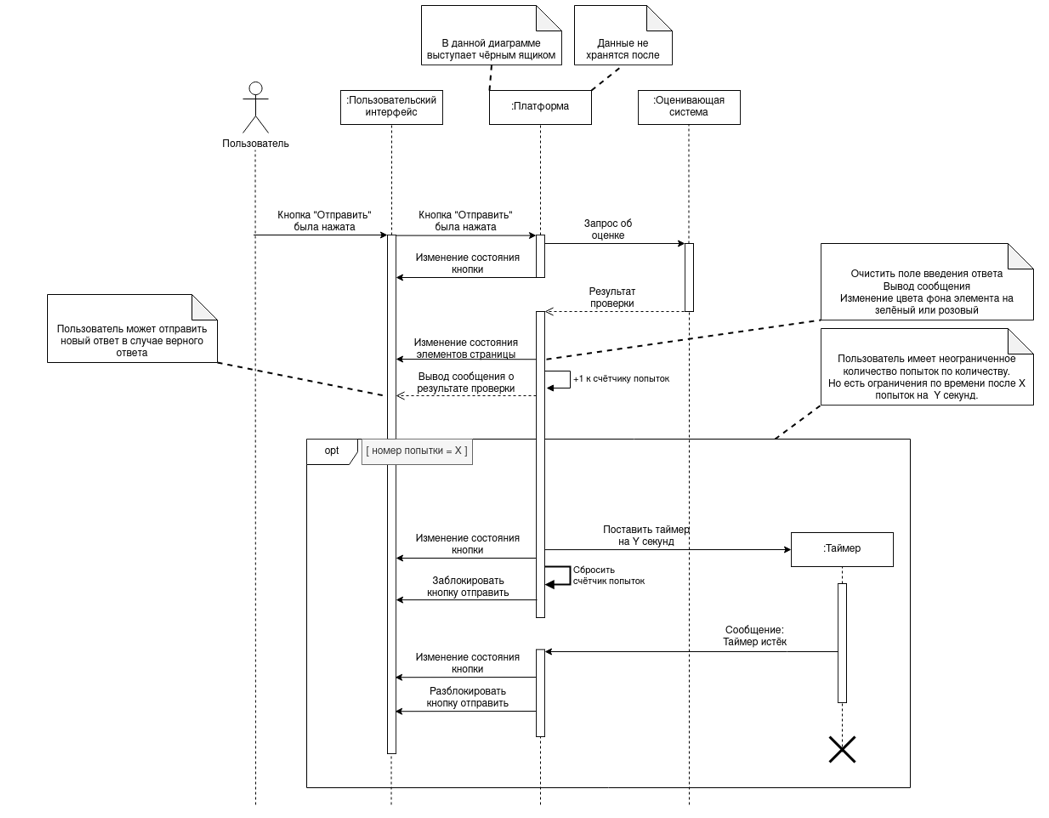 В данной диаграмме
выступает чёрным ящиком
Данные не
хранятся после
:Пользовательский
интерфейс
:Платформа
:Оценивающая
система
Пользователь
Кнопка "Отправить"
была нажата
Кнопка "Отправить"
была нажата
Запрос об
оценке
Изменение состояния
кнопки
Очистить поле введения ответа
Вывод сообщения
Изменение цвета фона элемента на
зелёный или розовый
Результат
проверки
Пользователь может отправить
новый ответ в случае верного
ответа
Изменение состояния
элементов страницы
Пользователь имеет неограниченное
количество попыток по количеству.
Но есть ограничения по времени после X
попыток на Y секунд.
Вывод сообщения о
результате проверки
+1 к счётчику попыток
opt
[ номер попытки = X ]
Поставить таймер
на Y секунд
Изменение состояния
кнопки
:Таймер
Сбросить
счётчик попыток
Заблокировать
кнопку отправить
Сообщение:
Таймер истёк
Изменение состояния
кнопки
Разблокировать
кнопку отправить